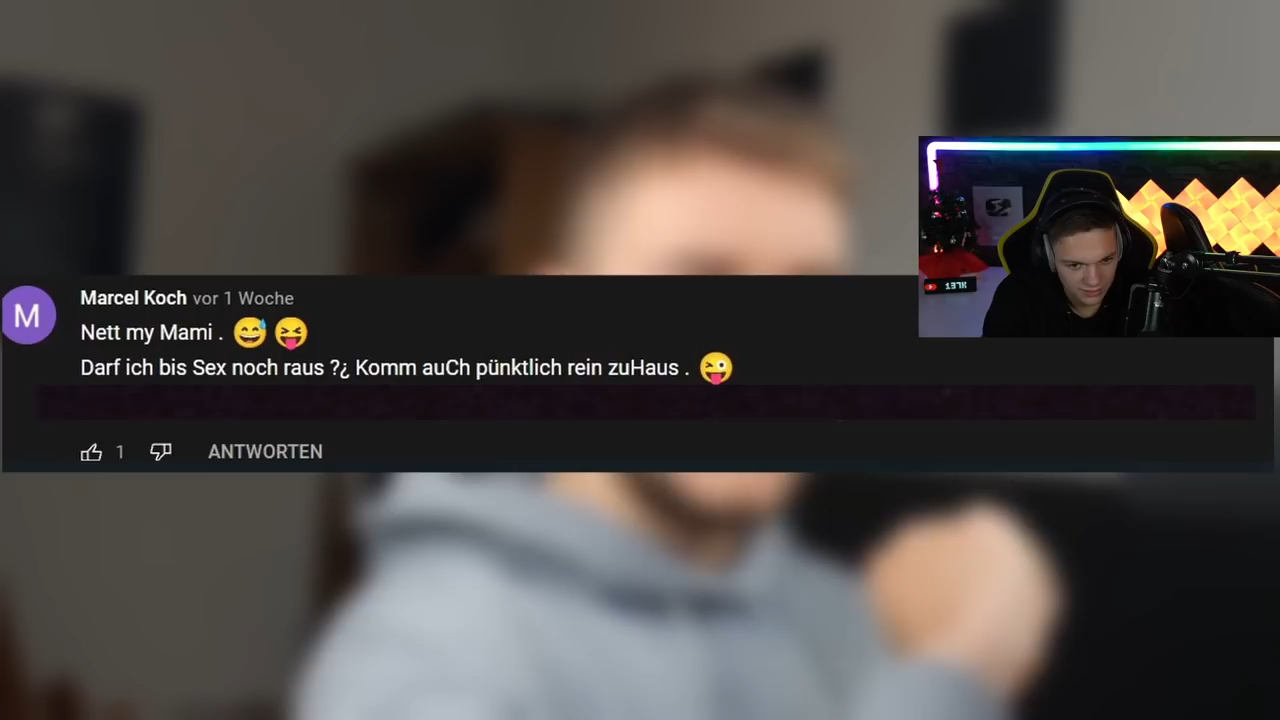 M
Marcel Koch vor 1 Woche
Nett my Mami . 😅😝
Darf ich bis Sex noch raus ?¿ Komm auCh pünktlich rein zuHaus . 😜
1
ANTWORTEN
137K